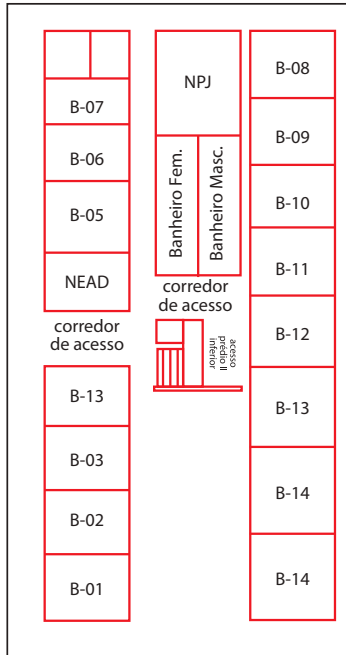 B-07
B-06
B-05
NEAD
corredor
de acesso
B-13
B-03
B-02
B-01
NPJ
Banheiro Fem.
Banheiro Masc.
corredor
de acesso
acesso
prédio II
inferior
B-08
B-09
B-10
B-11
B-12
B-13
B-14
B-14